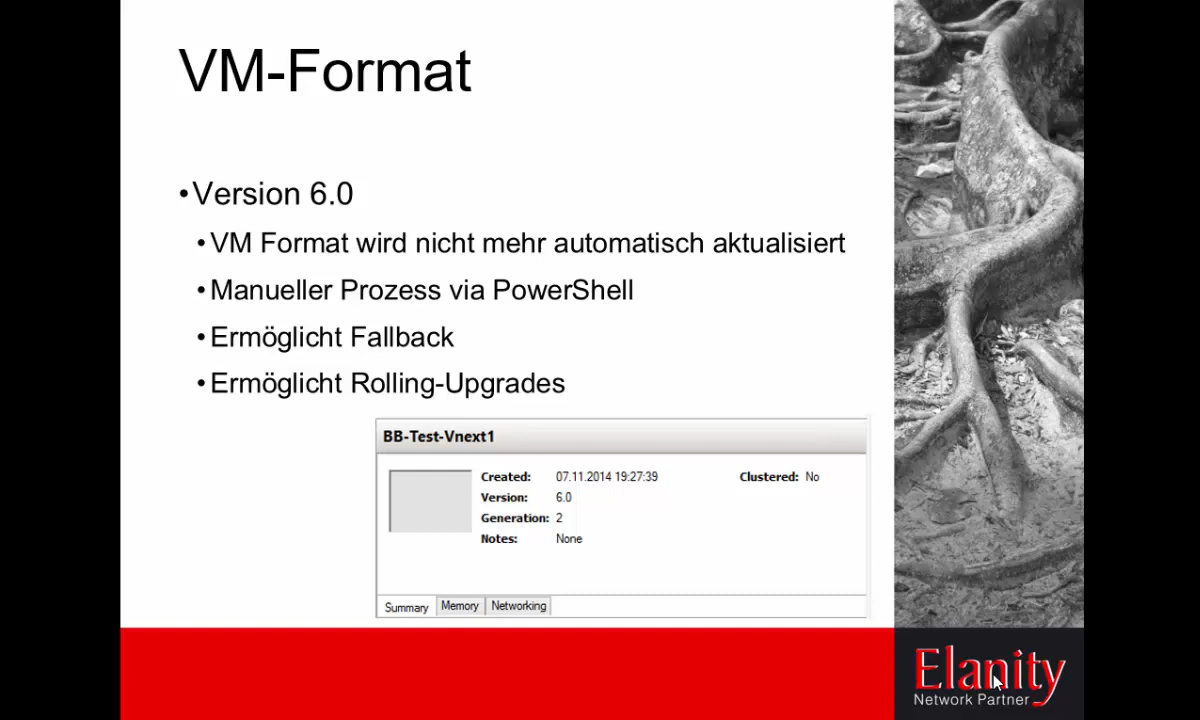 VM-Format
•Version 6.0
•VM Format wird nicht mehr automatisch aktualisiert
•Manueller Prozess via PowerShell
•Ermöglicht Fallback
•Ermöglicht Rolling-Upgrades
BB-Test-Vnext1
Created: 07.11.2014 19:27:39 Clustered: No
Version: 6.0
Generation: 2
Notes: None
Summary Memory Networking
Elanity
Network Partner